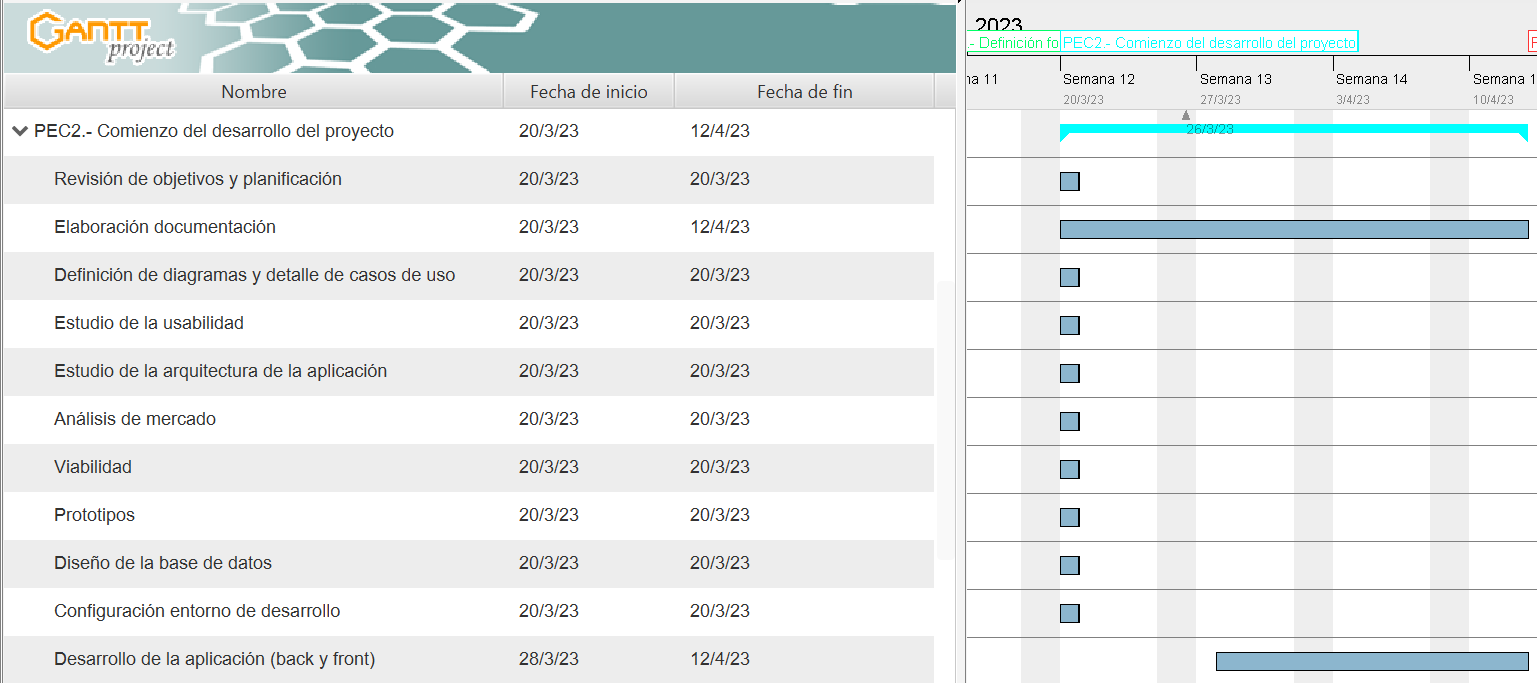 GANTT
project
Nombre Fecha de inicio Fecha de fin
PEC2.- Comienzo del desarrollo del proyecto 20/3/23 12/4/23
Revisión de objetivos y planificación 20/3/23 20/3/23
Elaboración documentación 20/3/23 12/4/23
Definición de diagramas y detalle de casos de uso 20/3/23 20/3/23
Estudio de la usabilidad 20/3/23 20/3/23
Estudio de la arquitectura de la aplicación 20/3/23 20/3/23
Análisis de mercado 20/3/23 20/3/23
Viabilidad 20/3/23 20/3/23
Prototipos 20/3/23 20/3/23
Diseño de la base de datos 20/3/23 20/3/23
Configuración entorno de desarrollo 20/3/23 20/3/23
Desarrollo de la aplicación (back y front) 28/3/23 12/4/23
2023
.- Definición fo PEC2.- Comienzo del desarrollo del proyecto
11 Semana 12 Semana 13 Semana 14 Semana
20/3/23 27/3/23 3/4/23 10/4/23
26/3/23